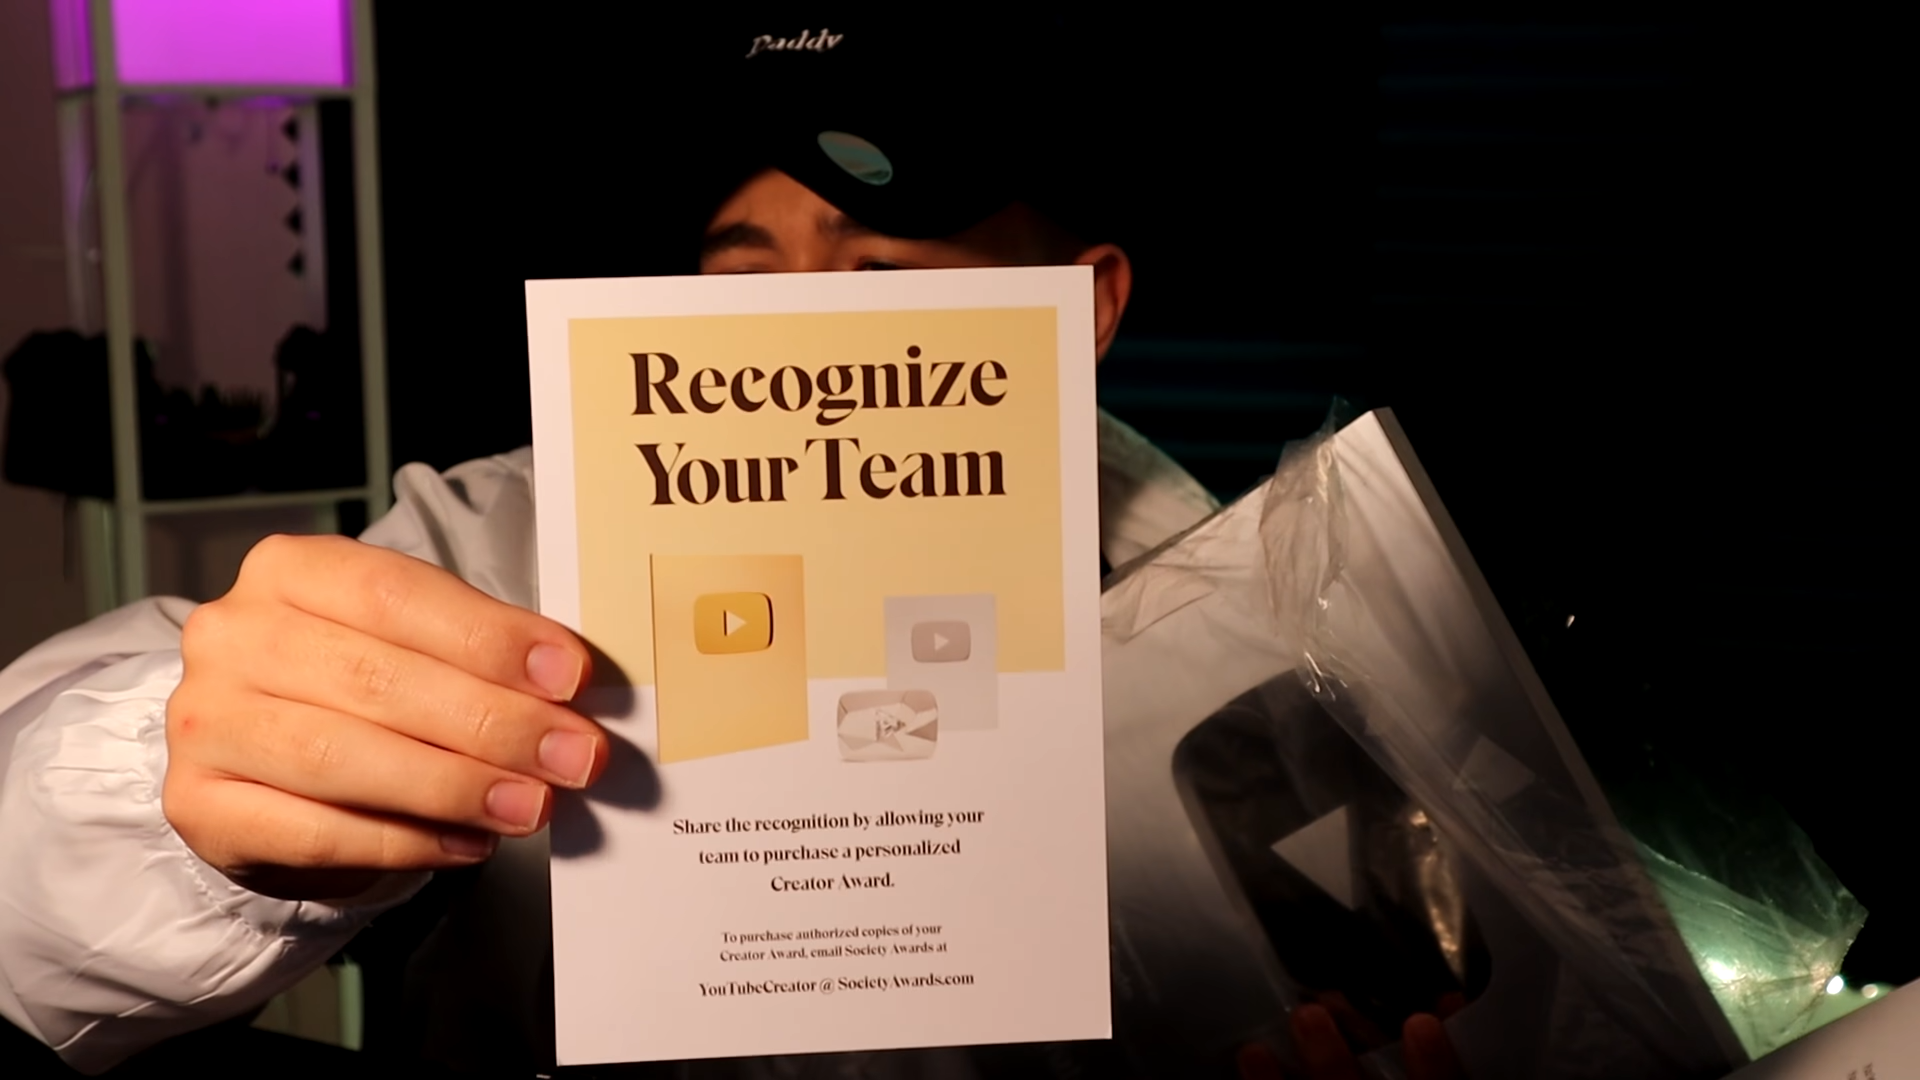 Daddy
Recognize
Your Team
Share the recognition by allowing your
team to purchase a personalized
Creator Award.
To purchase authorized copies of your
Creator Award, email Society Awards at
YouTubeCreator @ SocietyAwards.com